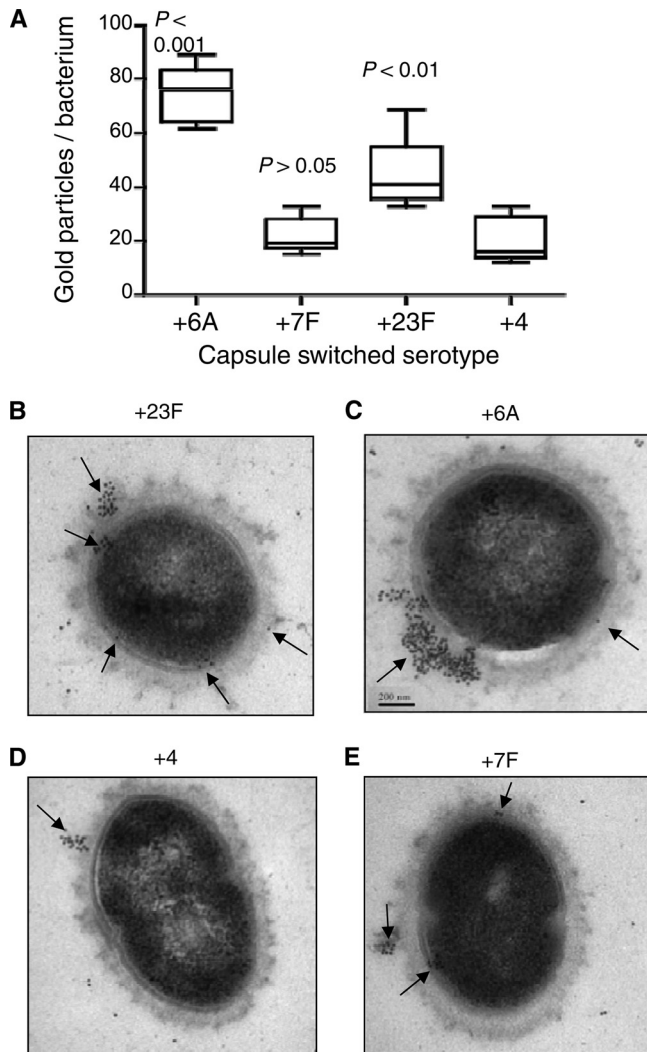 A
Gold particles / bacterium
100
80
60
40
20
0
P <
0.001
P > 0.05
P < 0.01
+6A
+7F
+23F
+4
Capsule switched serotype
B
+23F
C
+6A
200 nm
D
+4
E
+7F